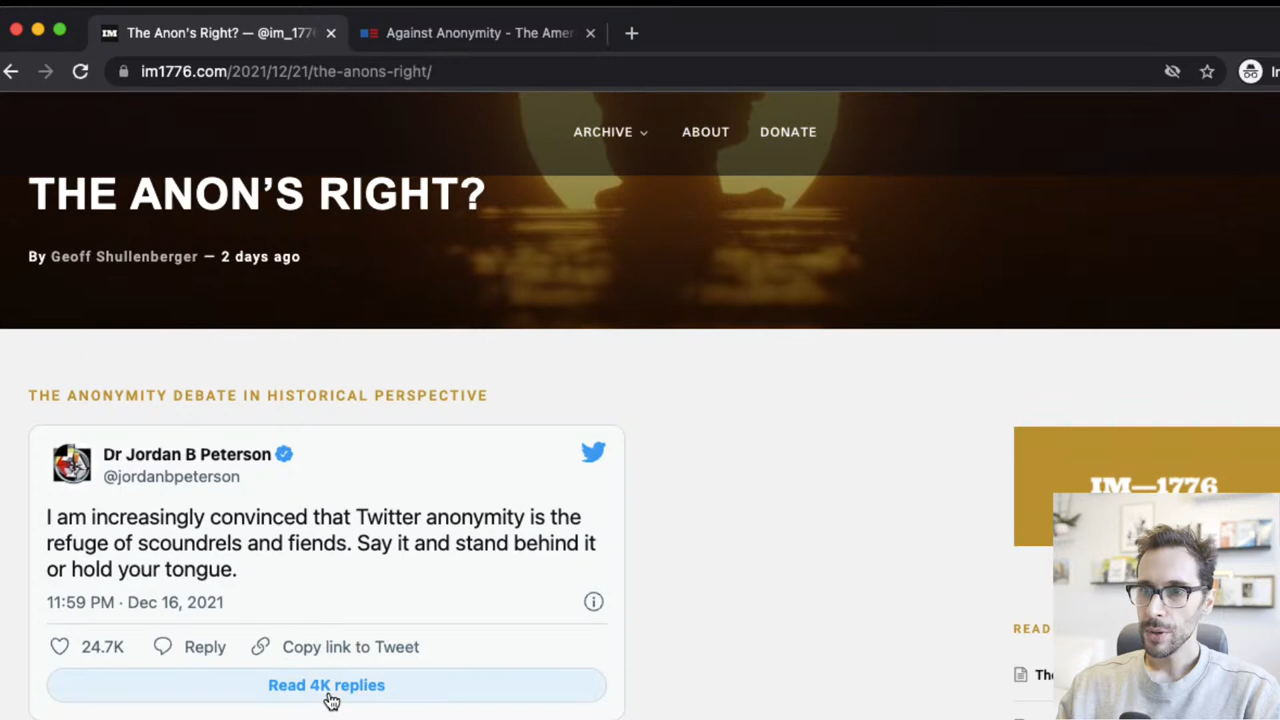 IM The Anon's Right? — @im_177
Against Anonymity - The Amer
im1776.com/2021/12/21/the-anons-right/
ARCHIVE ABOUT DONATE
THE ANON'S RIGHT?
By Geoff Shullenberger — 2 days ago
THE ANONYMITY DEBATE IN HISTORICAL PERSPECTIVE
Dr Jordan B Peterson
@jordanbpeterson
I am increasingly convinced that Twitter anonymity is the
refuge of scoundrels and fiends. Say it and stand behind it
or hold your tongue.
11:59 PM · Dec 16, 2021
24.7K Reply Copy link to Tweet
Read 4K replies
IM—1776
READ